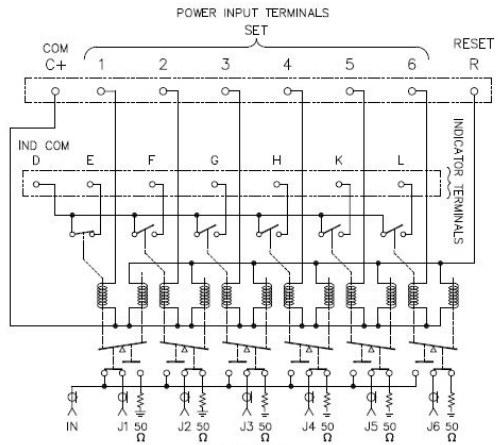 POWER INPUT TERMINALS
SET
COM
C+ 1 2 3 4 5 6 RESET
R
IND COM
D E F G H K L
INDICATOR TERMINALS
IN J1 50 Ω J2 50 Ω J3 50 Ω J4 50 Ω J5 50 Ω J6 50 Ω